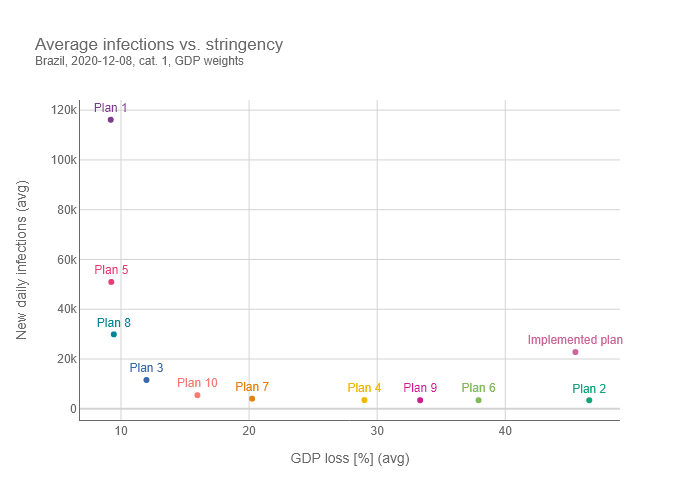 Average infections vs. stringency
Brazil, 2020-12-08, cat. 1, GDP weights
New daily infections (avg)
120k
100k
80k
60k
40k
20k
0
Plan 1
Plan 5
Plan 8
Plan 3
Plan 10
Plan 7
Plan 4
Plan 9
Plan 6
Implemented plan
Plan 2
10
20
30
40
GDP loss [%] (avg)